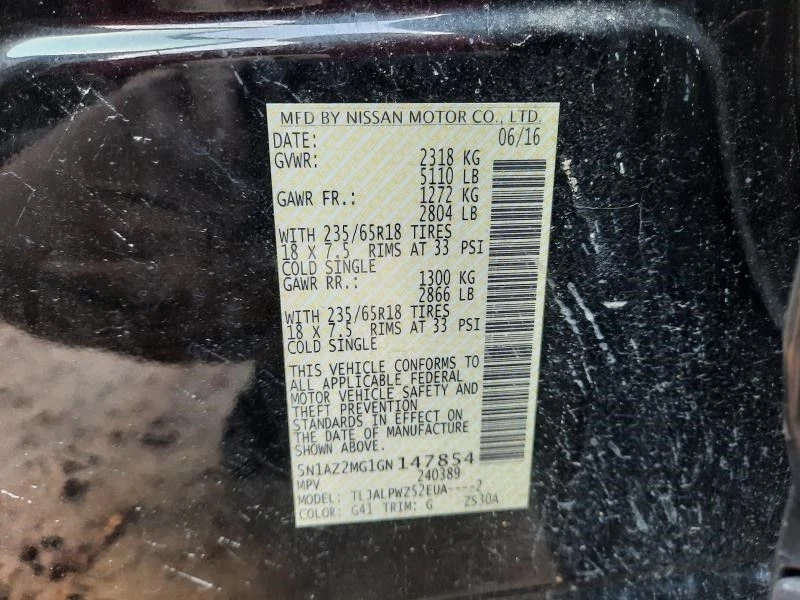 MFD BY NISSAN MOTOR CO., LTD.
DATE: 06/16
GVWR: 2318 KG
5110 LB
GAWR FR.: 1272 KG
2804 LB
WITH 235/65R18 TIRES
18 X 7.5 RIMS AT 33 PSI
COLD SINGLE
GAWR RR.: 1300 KG
2866 LB
WITH 235/65R18 TIRES
18 X 7.5 RIMS AT 33 PSI
COLD SINGLE
THIS VEHICLE CONFORMS TO
ALL APPLICABLE FEDERAL
MOTOR VEHICLE SAFETY AND
THEFT PREVENTION
STANDARDS IN EFFECT ON
THE DATE OF MANUFACTURE
SHOWN ABOVE.
5N1AZ2MG1GN147854
MPV 240389
MODEL: TLJALPWZ52EUA----2
COLOR: G41 TRIM: G ZS30A